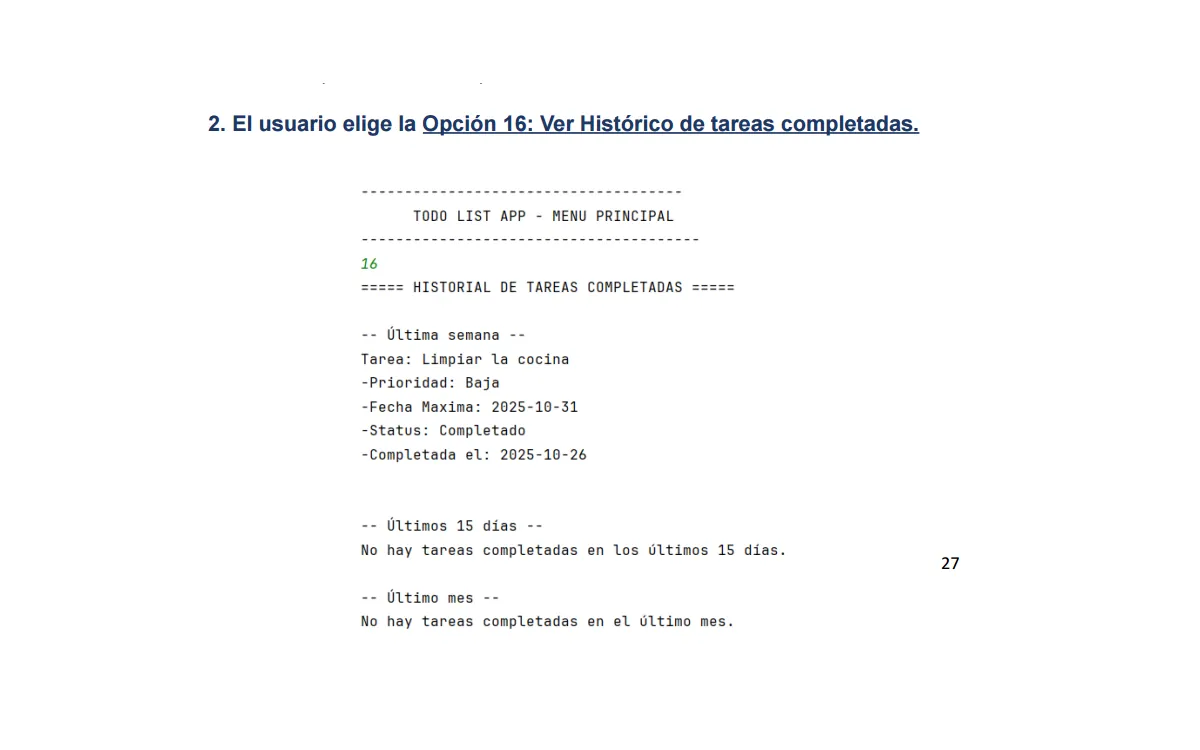 2. El usuario elige la Opción 16: Ver Histórico de tareas completadas.
-------------------------------------
TODO LIST APP - MENU PRINCIPAL
---------------------------------------
16
===== HISTORIAL DE TAREAS COMPLETADAS =====
-- Última semana --
Tarea: Limpiar la cocina
-Prioridad: Baja
-Fecha Maxima: 2025-10-31
-Status: Completado
-Completada el: 2025-10-26
-- Últimos 15 días --
No hay tareas completadas en los últimos 15 días.
27
-- Último mes --
No hay tareas completadas en el último mes.